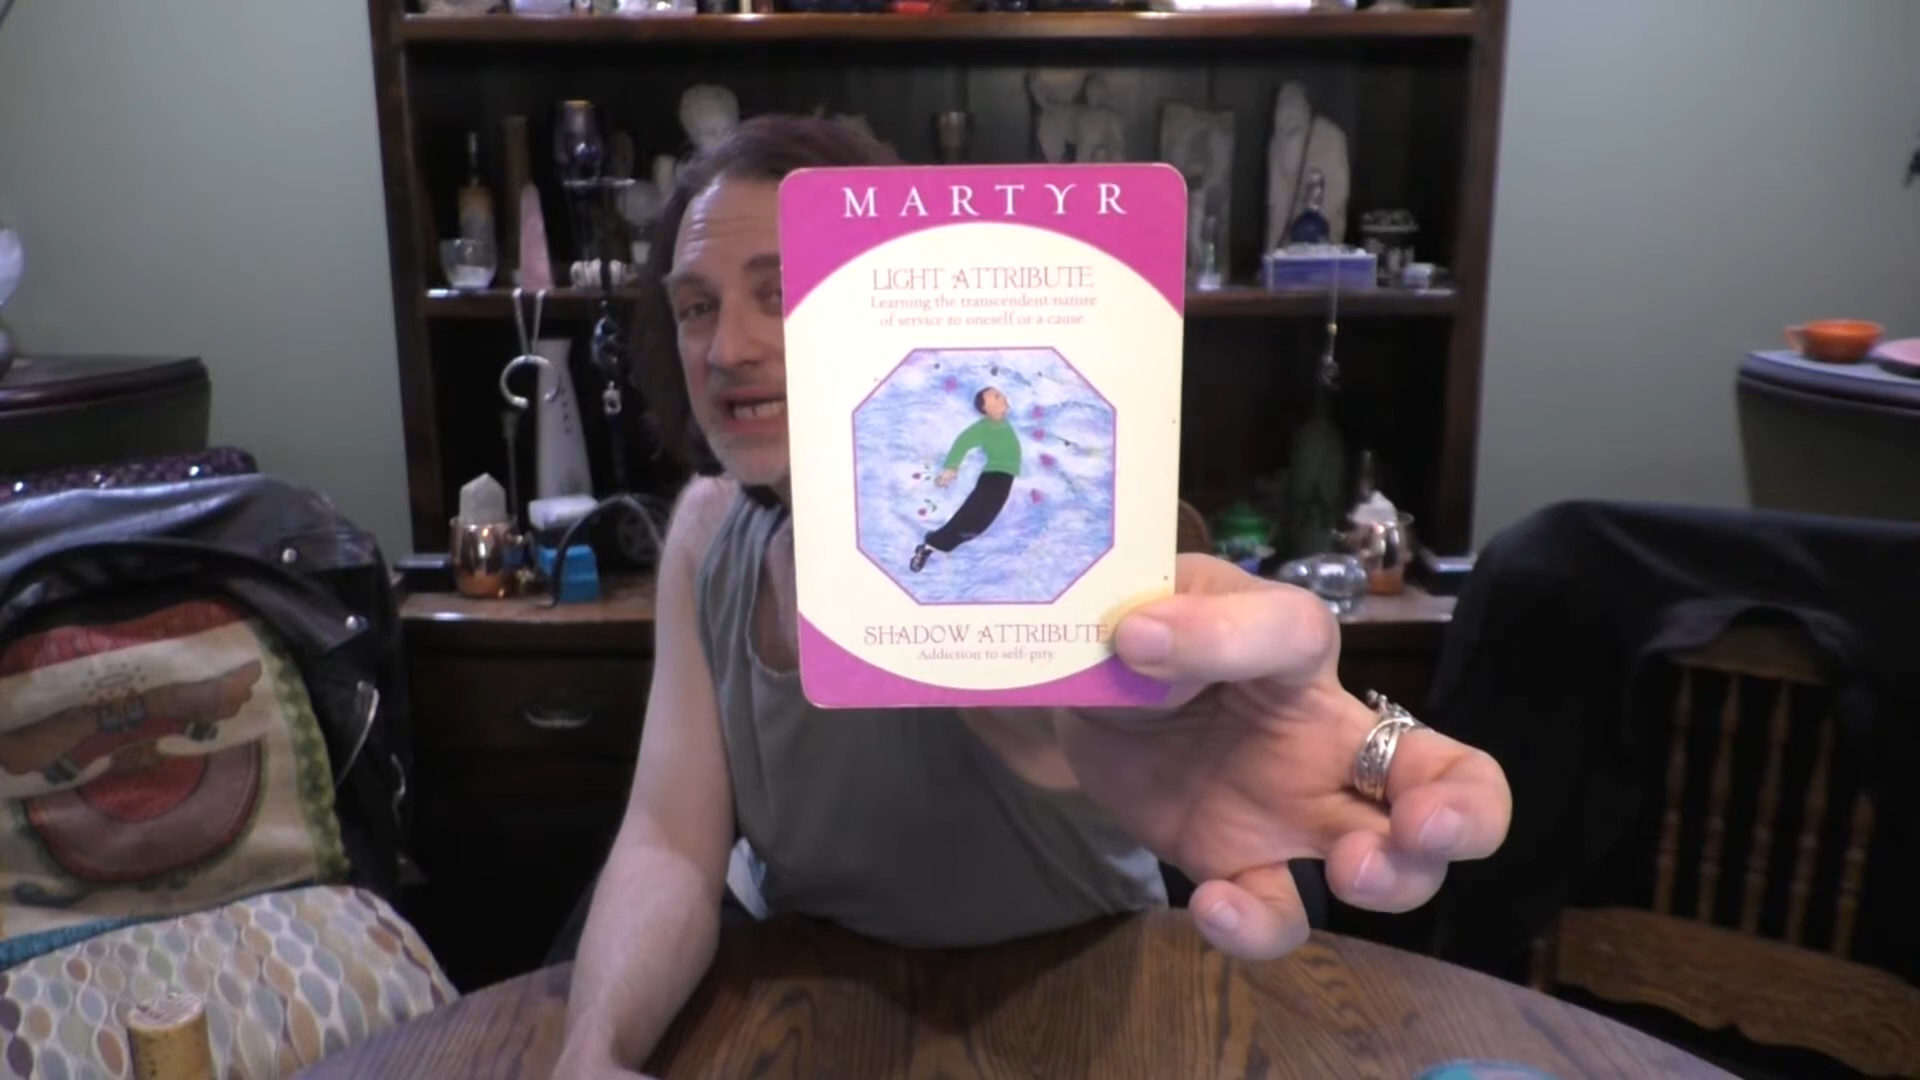 MARTYR
LIGHT ATTRIBUTE
Learning the transcendent nature
of service to oneself or a cause.
SHADOW ATTRIBUTE
Addiction to self-pity.